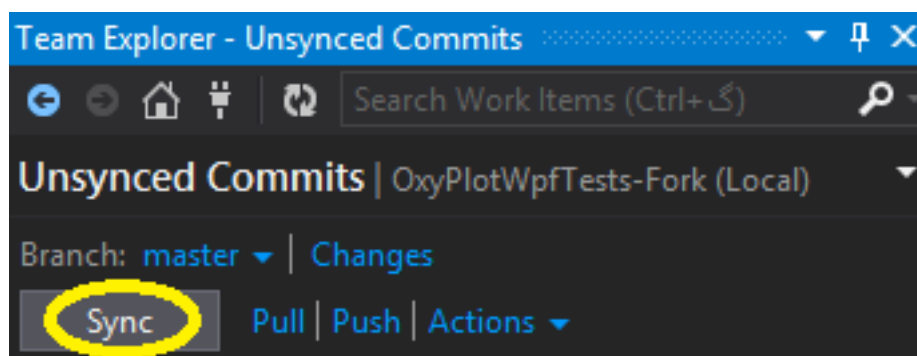 Team Explorer - Unsynced Commits
Search Work Items (Ctrl+گ)
Unsynced Commits | OxyPlotWpfTests-Fork (Local)
Branch: master | Changes
Sync Pull | Push | Actions